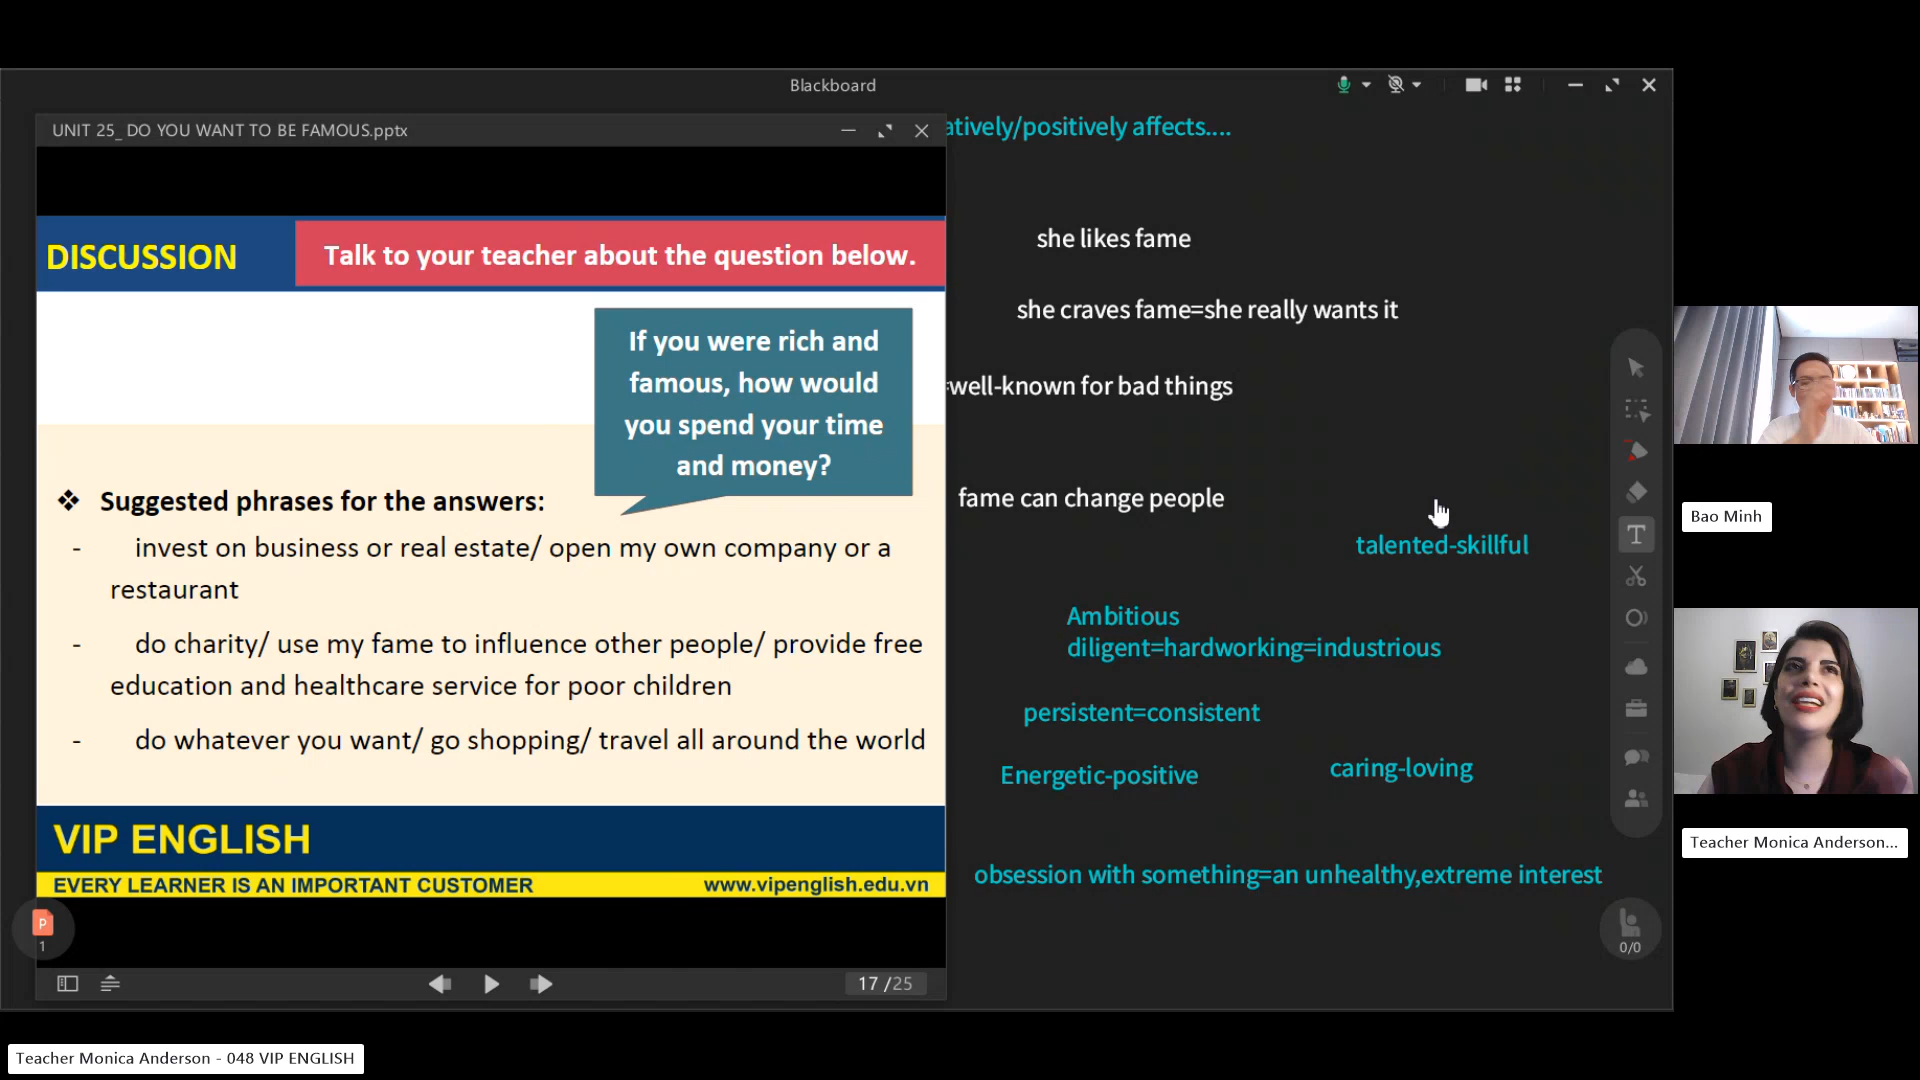 Blackboard
UNIT 25_ DO YOU WANT TO BE FAMOUS.pptx
DISCUSSION
Talk to your teacher about the question below.
If you were rich and
famous, how would
you spend your time
and money?
❖ Suggested phrases for the answers:
- invest on business or real estate/ open my own company or a
restaurant
- do charity/ use my fame to influence other people/ provide free
education and healthcare service for poor children
- do whatever you want/ go shopping/ travel all around the world
VIP ENGLISH
EVERY LEARNER IS AN IMPORTANT CUSTOMER
www.vipenglish.edu.vn
P
1
17 /25
atively/positively affects....
she likes fame
she craves fame=she really wants it
=well-known for bad things
fame can change people
talented-skillful
Ambitious
diligent=hardworking=industrious
persistent=consistent
Energetic-positive
caring-loving
obsession with something=an unhealthy,extreme interest
T
0/0
Bao Minh
Teacher Monica Anderson...
Teacher Monica Anderson - 048 VIP ENGLISH